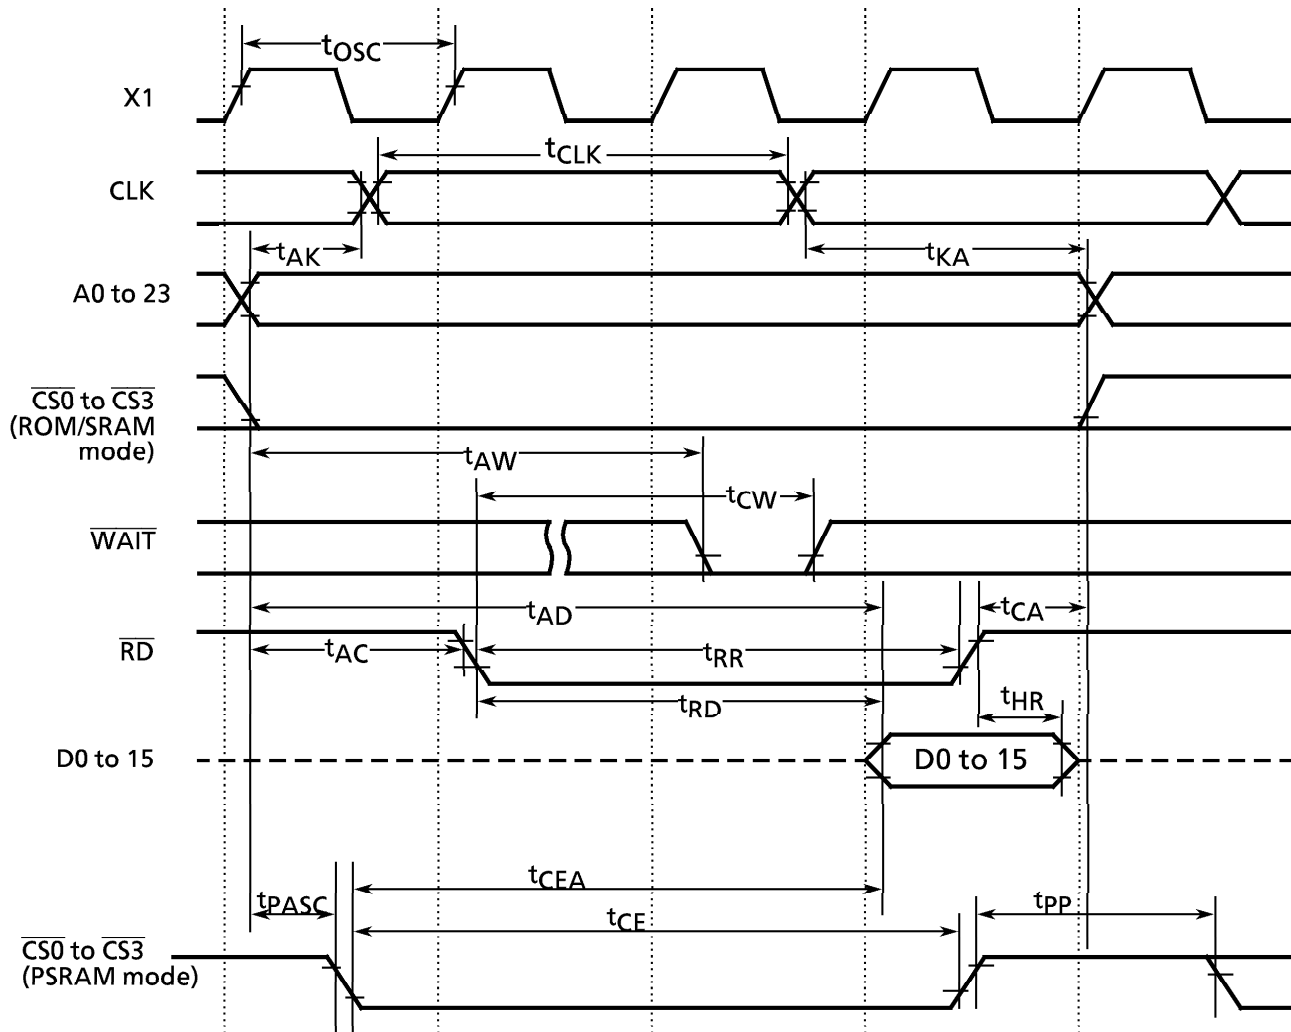 tOSC
X1
tCLK
CLK
tAK
tKA
A0 to 23
CS0 to CS3
(ROM/SRAM
mode)
tAW
tCW
WAIT
tAD
tCA
RD
tAC
tRR
tRD
tHR
D0 to 15
D0 to 15
tCEA
tPASC
tCE
tPP
CS0 to CS3
(PSRAM mode)